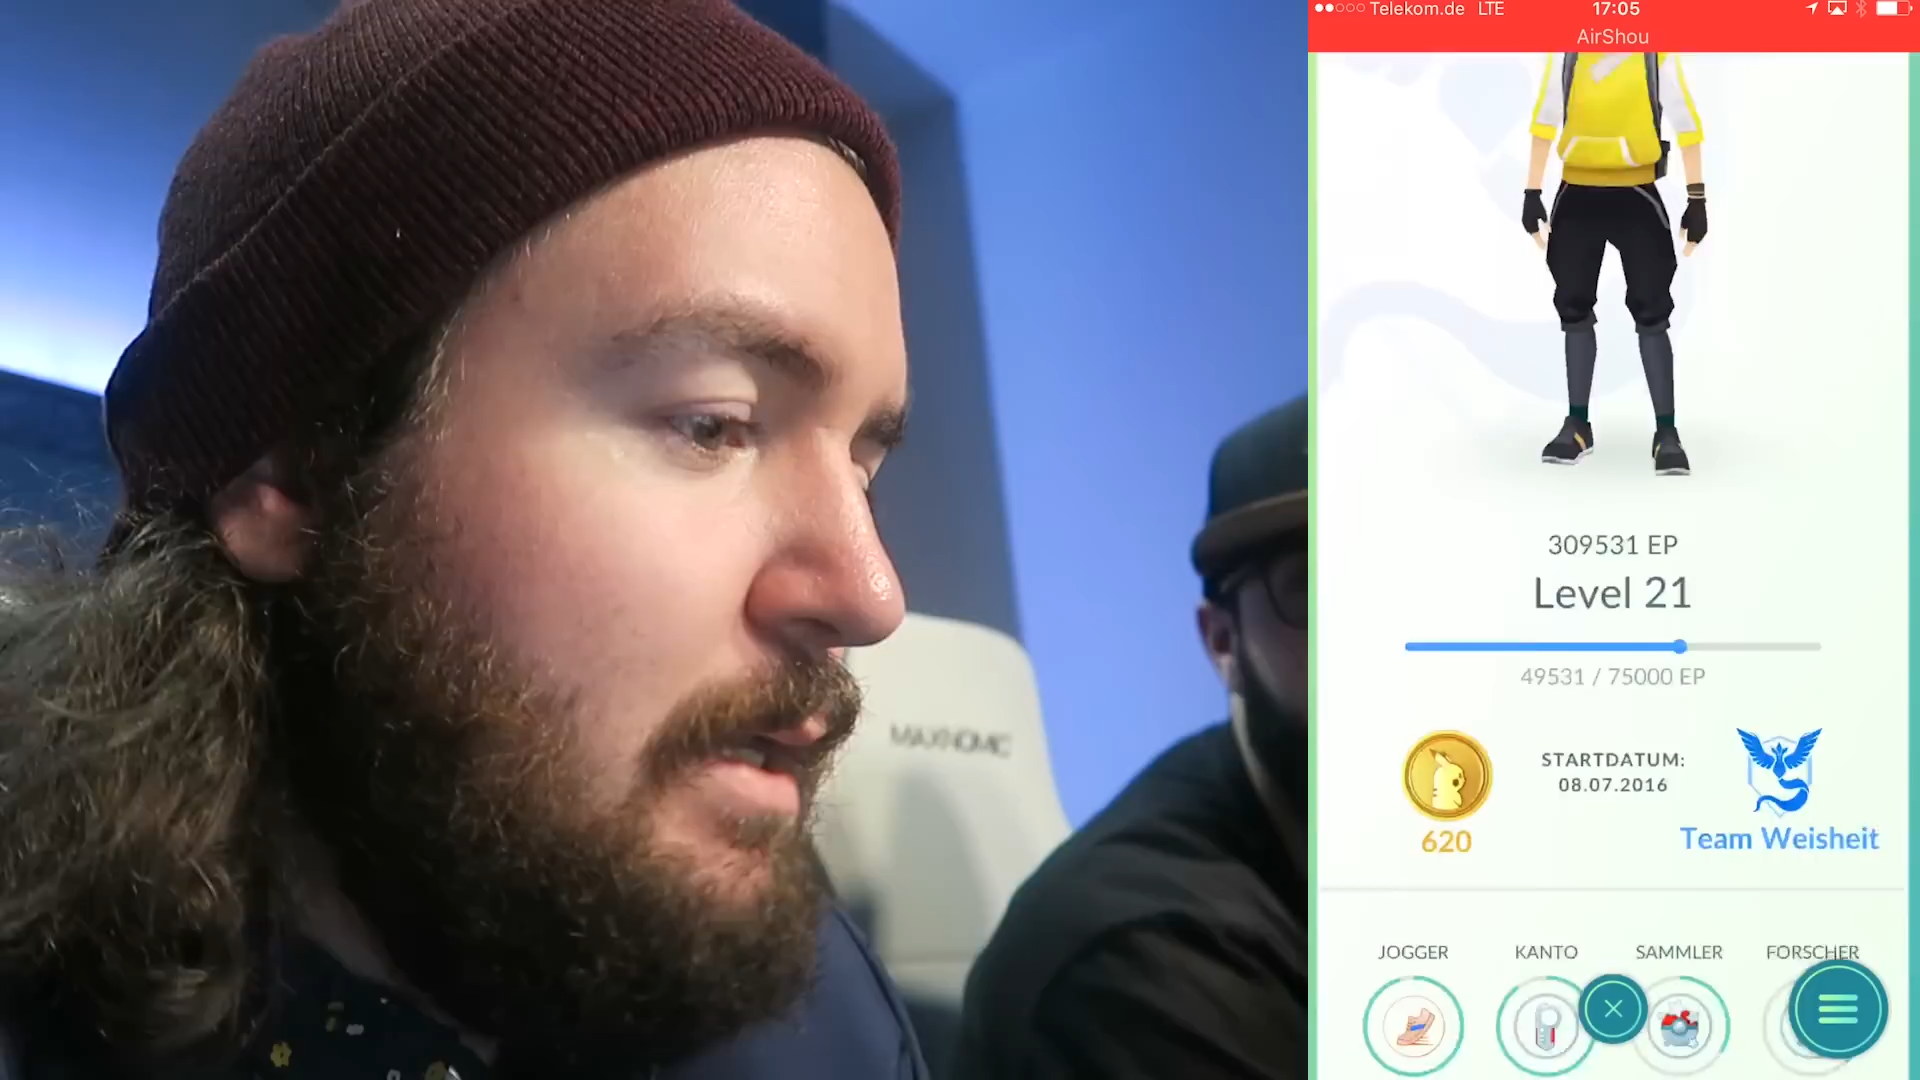 Telekom.de LTE 17:05
AirShou
309531 EP
Level 21
49531 / 75000 EP
STARTDATUM:
08.07.2016
620
Team Weisheit
JOGGER KANTO SAMMLER FORSCHER
MAXNOMIC